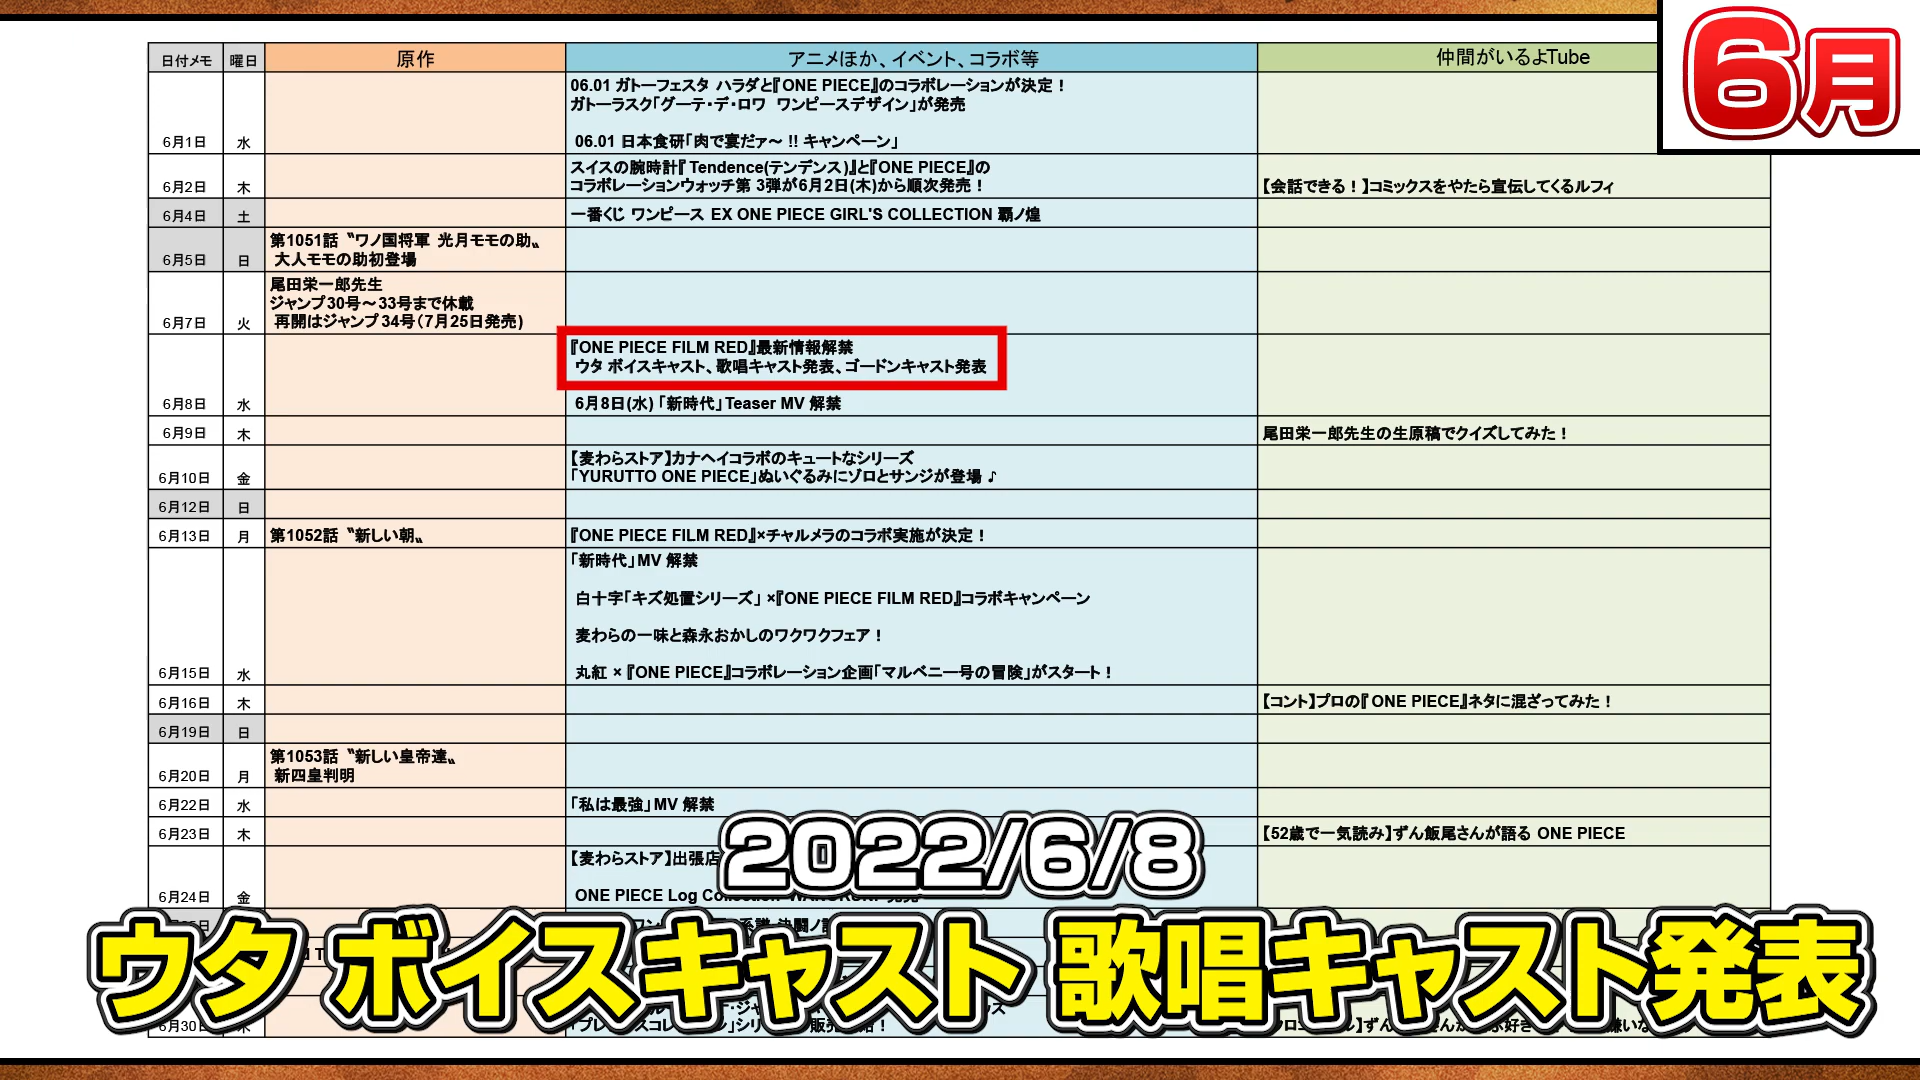 6月
日付メモ 曜日 原作 アニメほか、イベント、コラボ等 仲間がいるよTube
06.01 ガトーフェスタ ハラダと『ONE PIECE』のコラボレーションが決定！
ガトーラスク「グーテ・デ・ロワ ワンピースデザイン」が発売
06.01 日本食研「肉で宴だァ～ !! キャンペーン」
6月1日 水
スイスの腕時計『 Tendence(テンデンス)』と『ONE PIECE』の
コラボレーションウォッチ第 3弾が6月2日(木)から順次発売！
6月2日 木 【会話できる！】コミックスをやたら宣伝してくるルフィ
6月4日 土 一番くじ ワンピース EX ONE PIECE GIRL'S COLLECTION 覇ノ煌
第1051話〝ワノ国将軍 光月モモの助〟
大人モモの助初登場
6月5日 日
尾田栄一郎先生
ジャンプ30号～33号まで休載
再開はジャンプ34号（7月25日発売)
6月7日 火
『ONE PIECE FILM RED』最新情報解禁
ウタ ボイスキャスト、歌唱キャスト発表、ゴードンキャスト発表
6月8日(水) 「新時代」Teaser MV 解禁
6月8日 水
6月9日 木 尾田栄一郎先生の生原稿でクイズしてみた！
【麦わらストア】カナヘイコラボのキュートなシリーズ
「YURUTTO ONE PIECE」ぬいぐるみにゾロとサンジが登場 ♪
6月10日 金
6月12日 日
6月13日 月 第1052話〝新しい朝〟 『ONE PIECE FILM RED』×チャルメラのコラボ実施が決定！
「新時代」MV 解禁
白十字「キズ処置シリーズ」 ×『ONE PIECE FILM RED』コラボキャンペーン
麦わらの一味と森永おかしのワクワクフェア！
丸紅 × 『ONE PIECE』コラボレーション企画「マルベニ一号の冒険」がスタート！
6月15日 水
6月16日 木 【コント】プロの『 ONE PIECE』ネタに混ざってみた！
6月19日 日
第1053話〝新しい皇帝達〟
新四皇判明
6月20日 月
6月22日 水 「私は最強」MV 解禁
6月23日 木 【52歳で一気読み】ずん飯尾さんが語る ONE PIECE
【麦わらストア】出張店
ONE PIECE Log
6月24日 金
2022/6/8
ウタ ボイスキャスト 歌唱キャスト発表
6月30